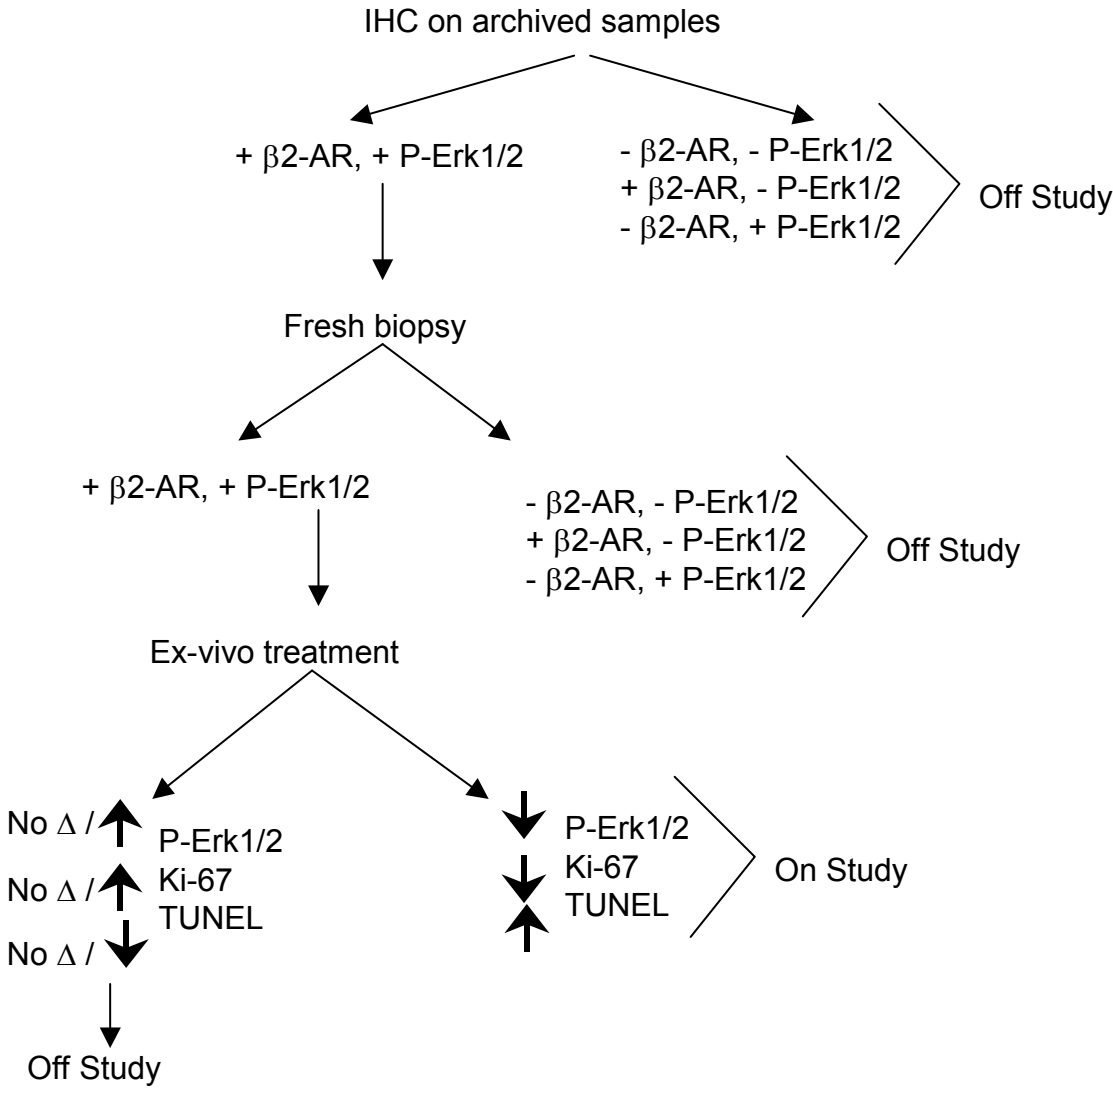 IHC on archived samples
+ β2-AR, + P-Erk1/2
- β2-AR, - P-Erk1/2
+ β2-AR, - P-Erk1/2
- β2-AR, + P-Erk1/2
Off Study
Fresh biopsy
+ β2-AR, + P-Erk1/2
- β2-AR, - P-Erk1/2
+ β2-AR, - P-Erk1/2
- β2-AR, + P-Erk1/2
Off Study
Ex-vivo treatment
No Δ /
No Δ /
No Δ /
P-Erk1/2
Ki-67
TUNEL
P-Erk1/2
Ki-67
TUNEL
On Study
Off Study